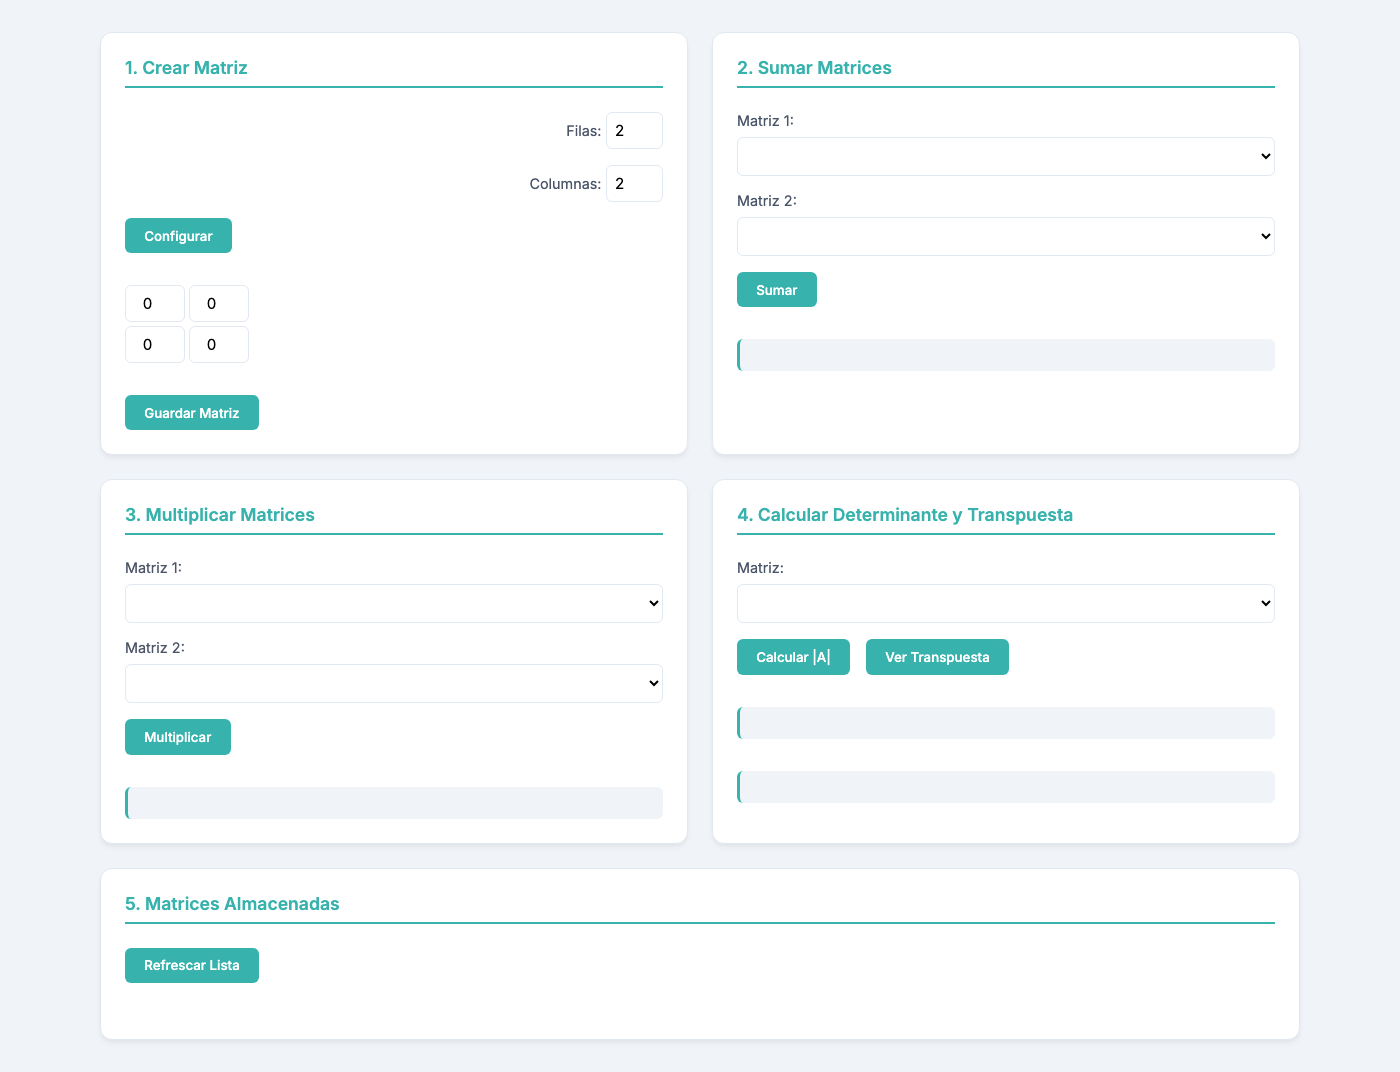 1. Crear Matriz
Filas: 2
Columnas: 2
Configurar
0 0
0 0
Guardar Matriz
2. Sumar Matrices
Matriz 1:
Matriz 2:
Sumar
3. Multiplicar Matrices
Matriz 1:
Matriz 2:
Multiplicar
4. Calcular Determinante y Transpuesta
Matriz:
Calcular |A| Ver Transpuesta
5. Matrices Almacenadas
Refrescar Lista